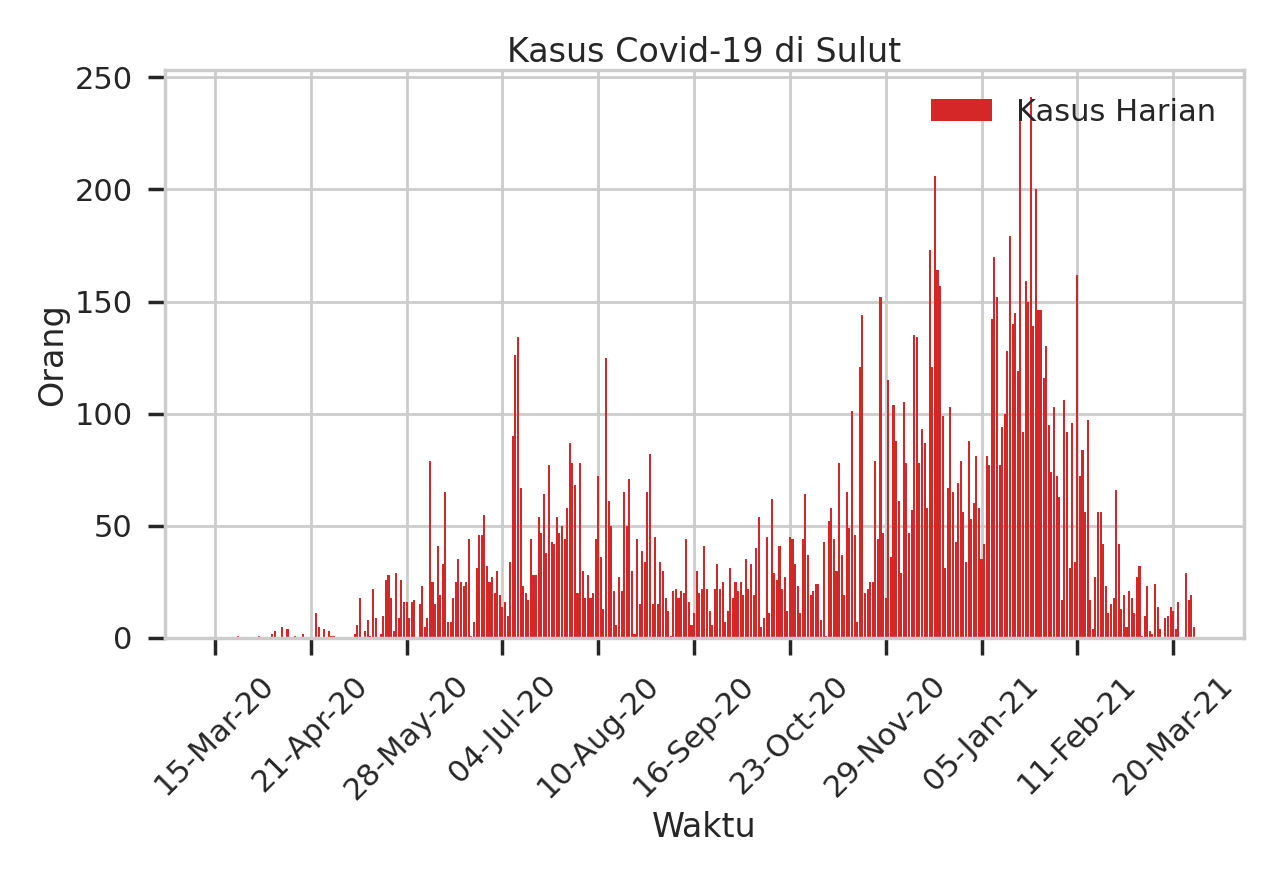 Kasus Covid-19 di Sulut
Kasus Harian
250
200
150
100
50
0
Orang
15-Mar-20
21-Apr-20
28-May-20
04-Jul-20
10-Aug-20
16-Sep-20
23-Oct-20
29-Nov-20
05-Jan-21
11-Feb-21
20-Mar-21
Waktu